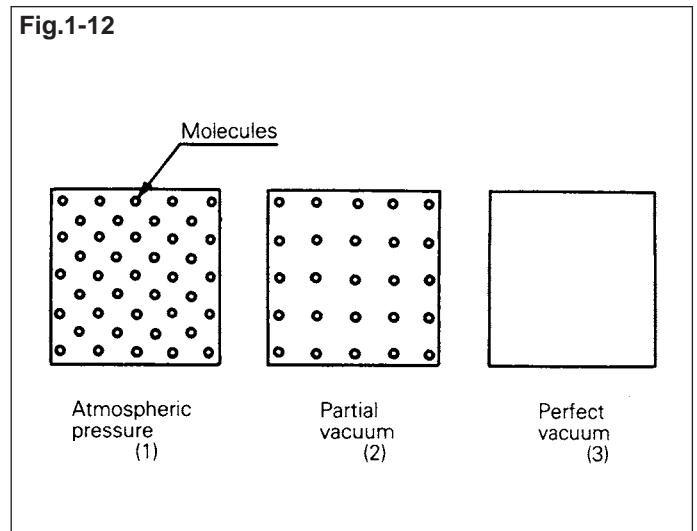 Fig.1-12
Molecules
Atmospheric
pressure
(1)
Partial
vacuum
(2)
Perfect
vacuum
(3)